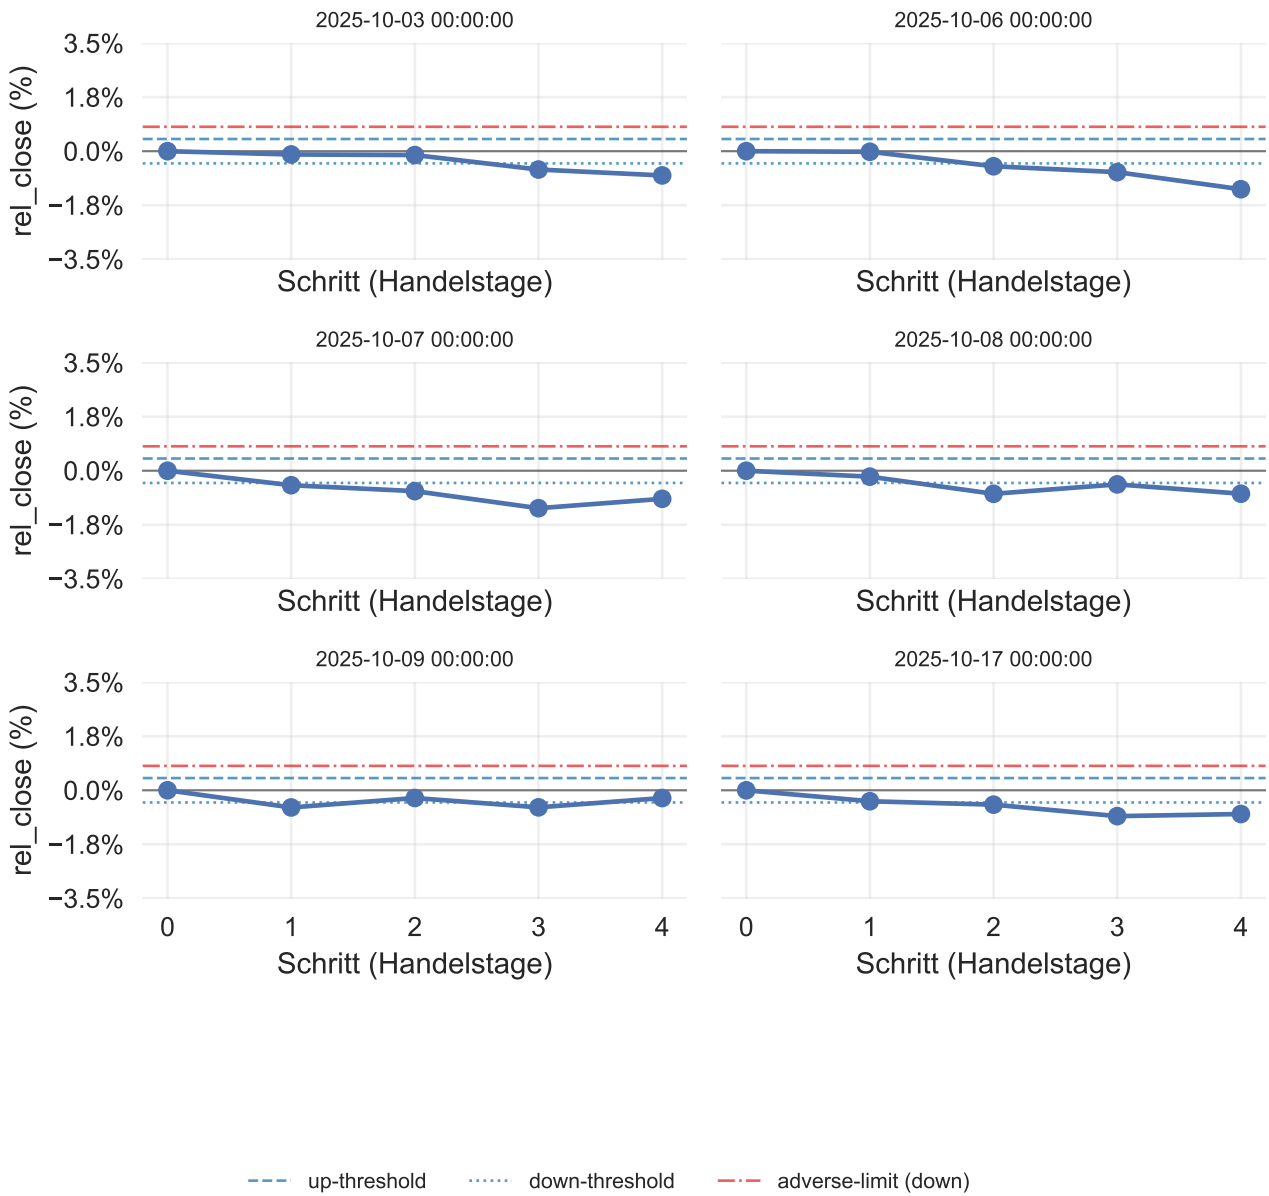 2025-10-03 00:00:00
2025-10-06 00:00:00
3.5%
1.8%
0.0%
−1.8%
−3.5%
rel_close (%)
Schritt (Handelstage)
Schritt (Handelstage)
2025-10-07 00:00:00
2025-10-08 00:00:00
3.5%
1.8%
0.0%
−1.8%
−3.5%
rel_close (%)
Schritt (Handelstage)
Schritt (Handelstage)
2025-10-09 00:00:00
2025-10-17 00:00:00
3.5%
1.8%
0.0%
−1.8%
−3.5%
rel_close (%)
0 1 2 3 4
0 1 2 3 4
Schritt (Handelstage)
Schritt (Handelstage)
up-threshold down-threshold adverse-limit (down)